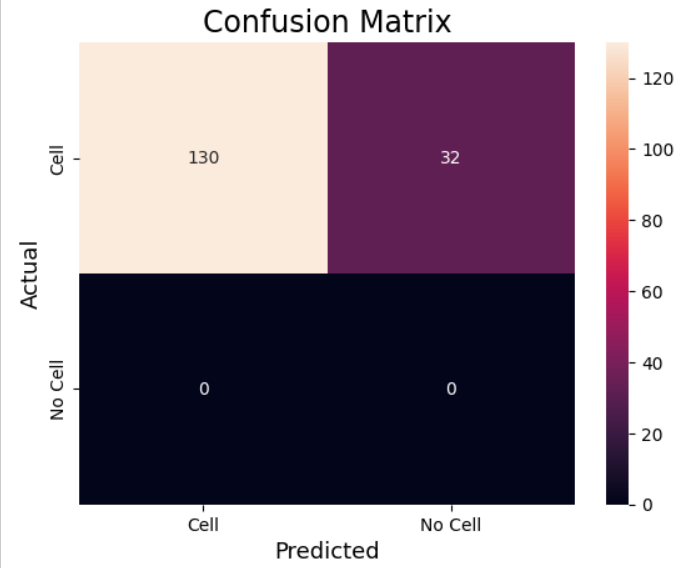 Confusion Matrix
Actual
Cell
130
32
No Cell
0
0
Cell
No Cell
Predicted
120
100
80
60
40
20
0